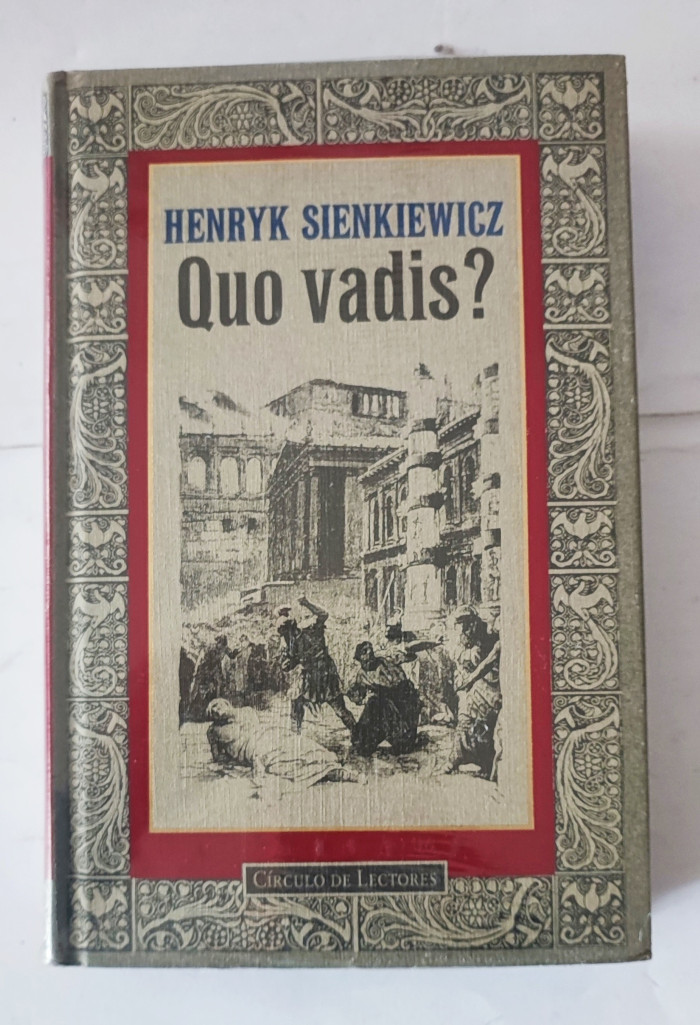 HENRYK SIENKIEWICZ
Quo vadis?
CÍRCULO DE LECTORES